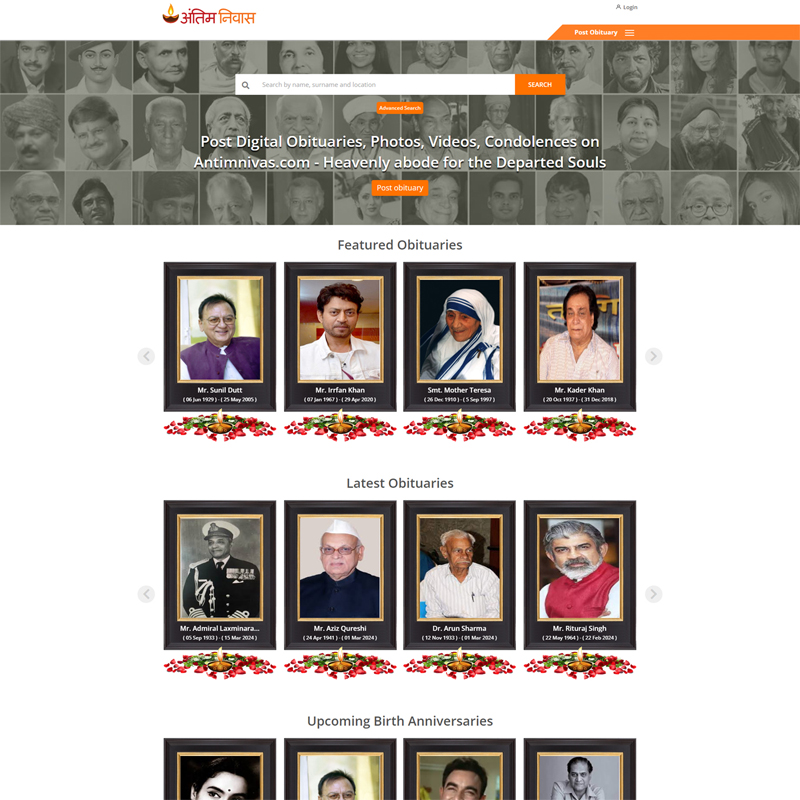 अंतिम निवास
Login
Post Obituary
Search by name, surname and location
SEARCH
Advanced Search
Post Digital Obituaries, Photos, Videos, Condolences on
Antimnivas.com - Heavenly abode for the Departed Souls
Post obituary
Featured Obituaries
Mr. Sunil Dutt
( 06 Jun 1929 ) - ( 25 May 2005 )
Mr. Irrfan Khan
( 07 Jan 1967 ) - ( 29 Apr 2020 )
Smt. Mother Teresa
( 26 Dec 1910 ) - ( 5 Sep 1997 )
Mr. Kader Khan
( 20 Oct 1937 ) - ( 31 Dec 2018 )
Latest Obituaries
Mr. Admiral Laxminara...
( 05 Sep 1933 ) - ( 15 Mar 2024 )
Mr. Aziz Qureshi
( 24 Apr 1941 ) - ( 01 Mar 2024 )
Dr. Arun Sharma
( 12 Nov 1933 ) - ( 01 Mar 2024 )
Mr. Rituraj Singh
( 22 May 1964 ) - ( 22 Feb 2024 )
Upcoming Birth Anniversaries